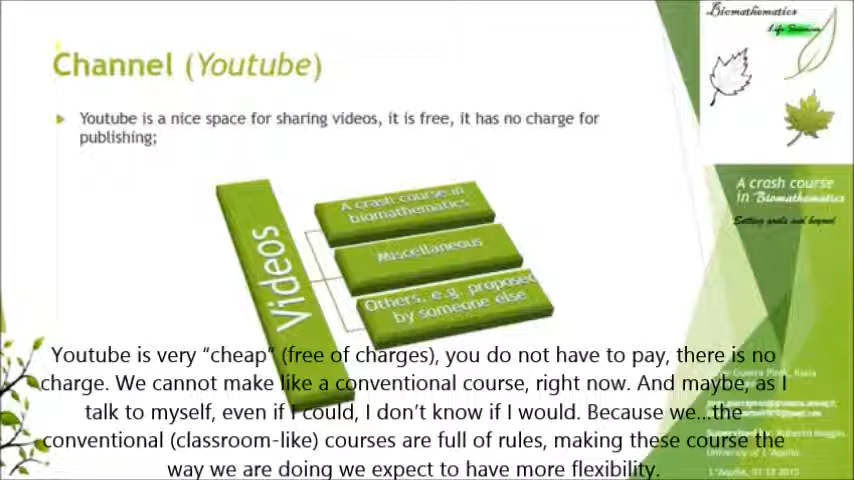 Biomathematics
Life Sciences
Channel (Youtube)
Youtube is a nice space for sharing videos, it is free, it has no charge for
publishing;
A crash course
in Biomathematics
Setting goals and beyond
Videos
A crash course in
biomathematics
Miscellaneous
Others, e.g. proposed
by someone else
Youtube is very “cheap” (free of charges), you do not have to pay, there is no
charge. We cannot make like a conventional course, right now. And maybe, as I
talk to myself, even if I could, I don’t know if I would. Because we...the
conventional (classroom-like) courses are full of rules, making these course the
way we are doing we expect to have more flexibility.
University of L'Aquila
L'Aquila,